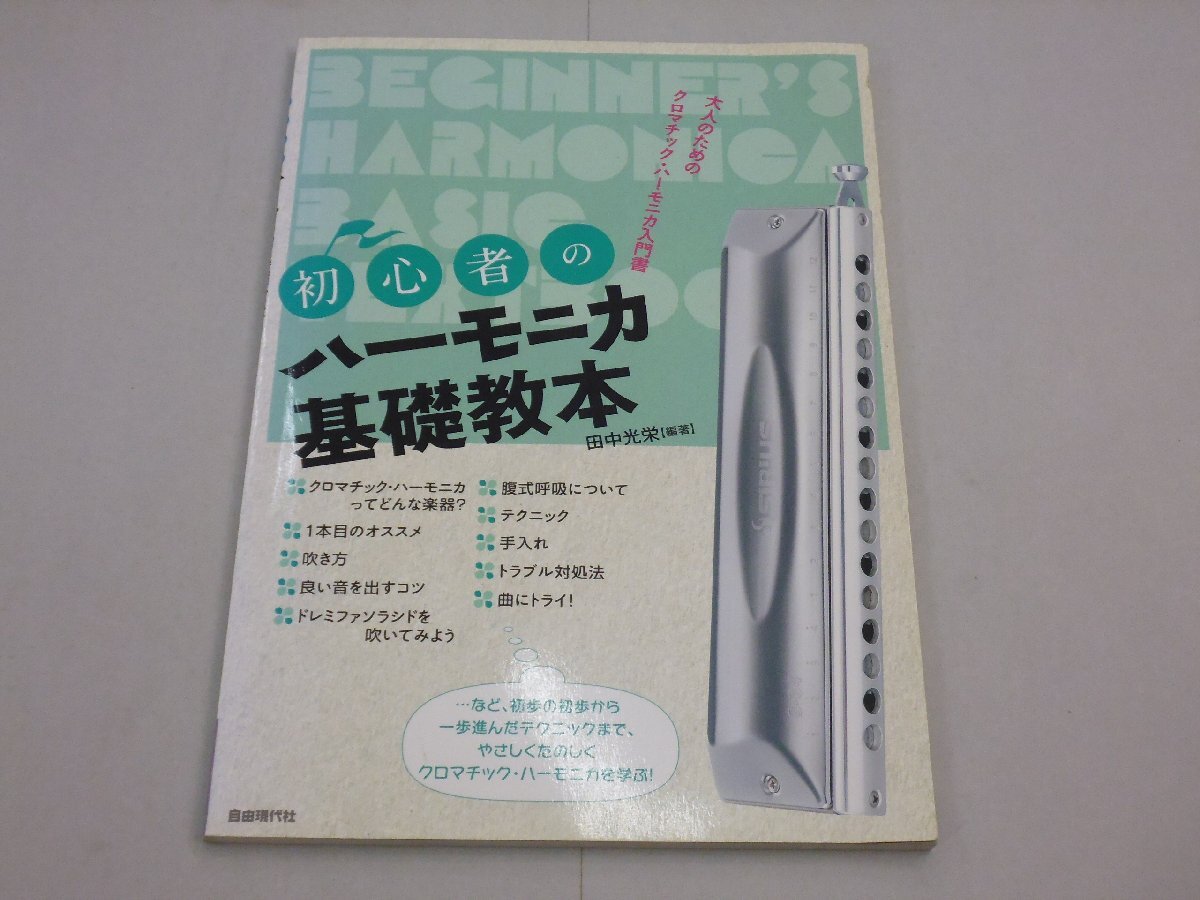 BEGINNER'S
HARMONICA
BASIC
大人のための
クロマチック・ハーモニカ入門書
初心者の
ハーモニカ
基礎教本
田中光栄【編著】
クロマチック・ハーモニカ
ってどんな楽器？
1本目のオススメ
吹き方
良い音を出すコツ
ドレミファソラシドを
吹いてみよう
腹式呼吸について
テクニック
手入れ
トラブル対処法
曲にトライ！
…など、初歩の初歩から
一歩進んだテクニックまで、
やさしくたのしく
クロマチック・ハーモニカを学ぶ！
自由現代社
SUZUKI